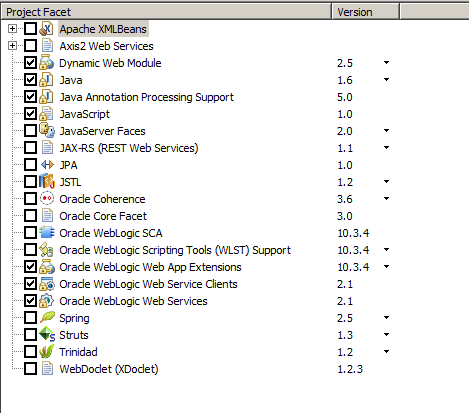 Project Facet Version
Apache XMLBeans
Axis2 Web Services
Dynamic Web Module 2.5
Java 1.6
Java Annotation Processing Support 5.0
JavaScript 1.0
JavaServer Faces 2.0
JAX-RS (REST Web Services) 1.1
JPA 1.0
JSTL 1.2
Oracle Coherence 3.6
Oracle Core Facet 3.0
Oracle WebLogic SCA 10.3.4
Oracle WebLogic Scripting Tools (WLST) Support 10.3.4
Oracle WebLogic Web App Extensions 10.3.4
Oracle WebLogic Web Service Clients 2.1
Oracle WebLogic Web Services 2.1
Spring 2.5
Struts 1.3
Trinidad 1.2
WebDoclet (XDoclet) 1.2.3